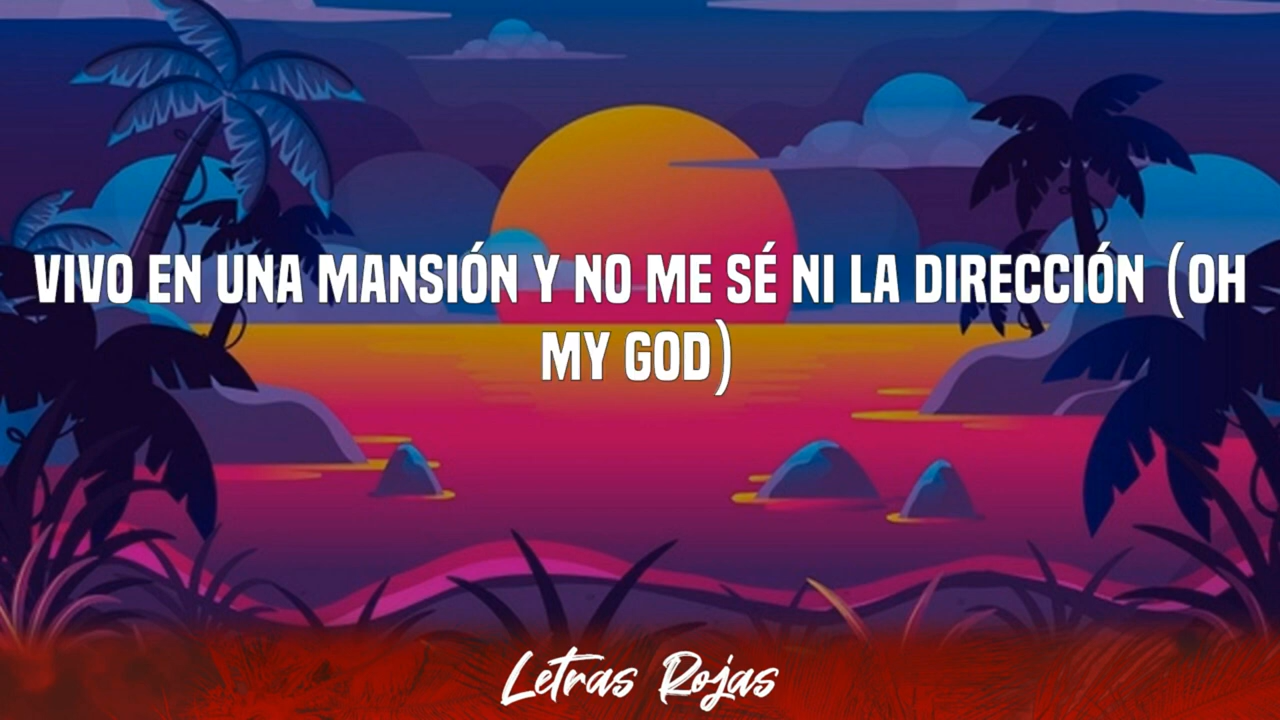 VIVO EN UNA MANSIÓN Y NO ME SÉ NI LA DIRECCIÓN (OH
MY GOD)
Letras Rojas